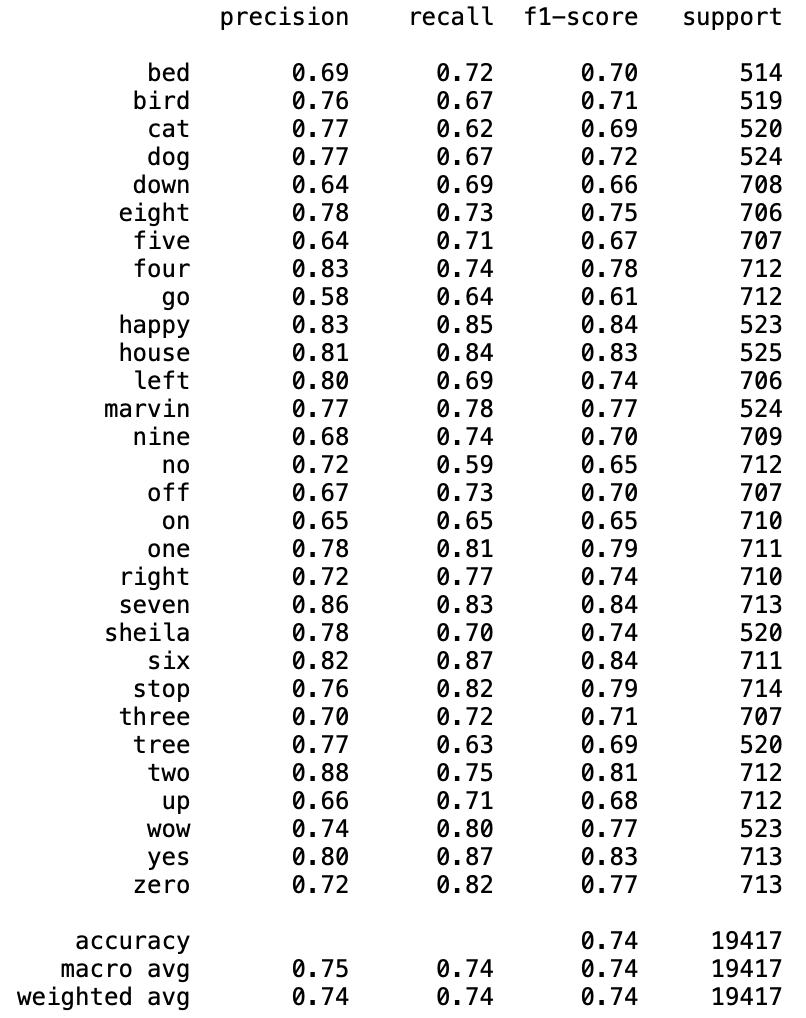 precision recall f1-score support
bed 0.69 0.72 0.70 514
bird 0.76 0.67 0.71 519
cat 0.77 0.62 0.69 520
dog 0.77 0.67 0.72 524
down 0.64 0.69 0.66 708
eight 0.78 0.73 0.75 706
five 0.64 0.71 0.67 707
four 0.83 0.74 0.78 712
go 0.58 0.64 0.61 712
happy 0.83 0.85 0.84 523
house 0.81 0.84 0.83 525
left 0.80 0.69 0.74 706
marvin 0.77 0.78 0.77 524
nine 0.68 0.74 0.70 709
no 0.72 0.59 0.65 712
off 0.67 0.73 0.70 707
on 0.65 0.65 0.65 710
one 0.78 0.81 0.79 711
right 0.72 0.77 0.74 710
seven 0.86 0.83 0.84 713
sheila 0.78 0.70 0.74 520
six 0.82 0.87 0.84 711
stop 0.76 0.82 0.79 714
three 0.70 0.72 0.71 707
tree 0.77 0.63 0.69 520
two 0.88 0.75 0.81 712
up 0.66 0.71 0.68 712
wow 0.74 0.80 0.77 523
yes 0.80 0.87 0.83 713
zero 0.72 0.82 0.77 713
accuracy 0.74 19417
macro avg 0.75 0.74 0.74 19417
weighted avg 0.74 0.74 0.74 19417